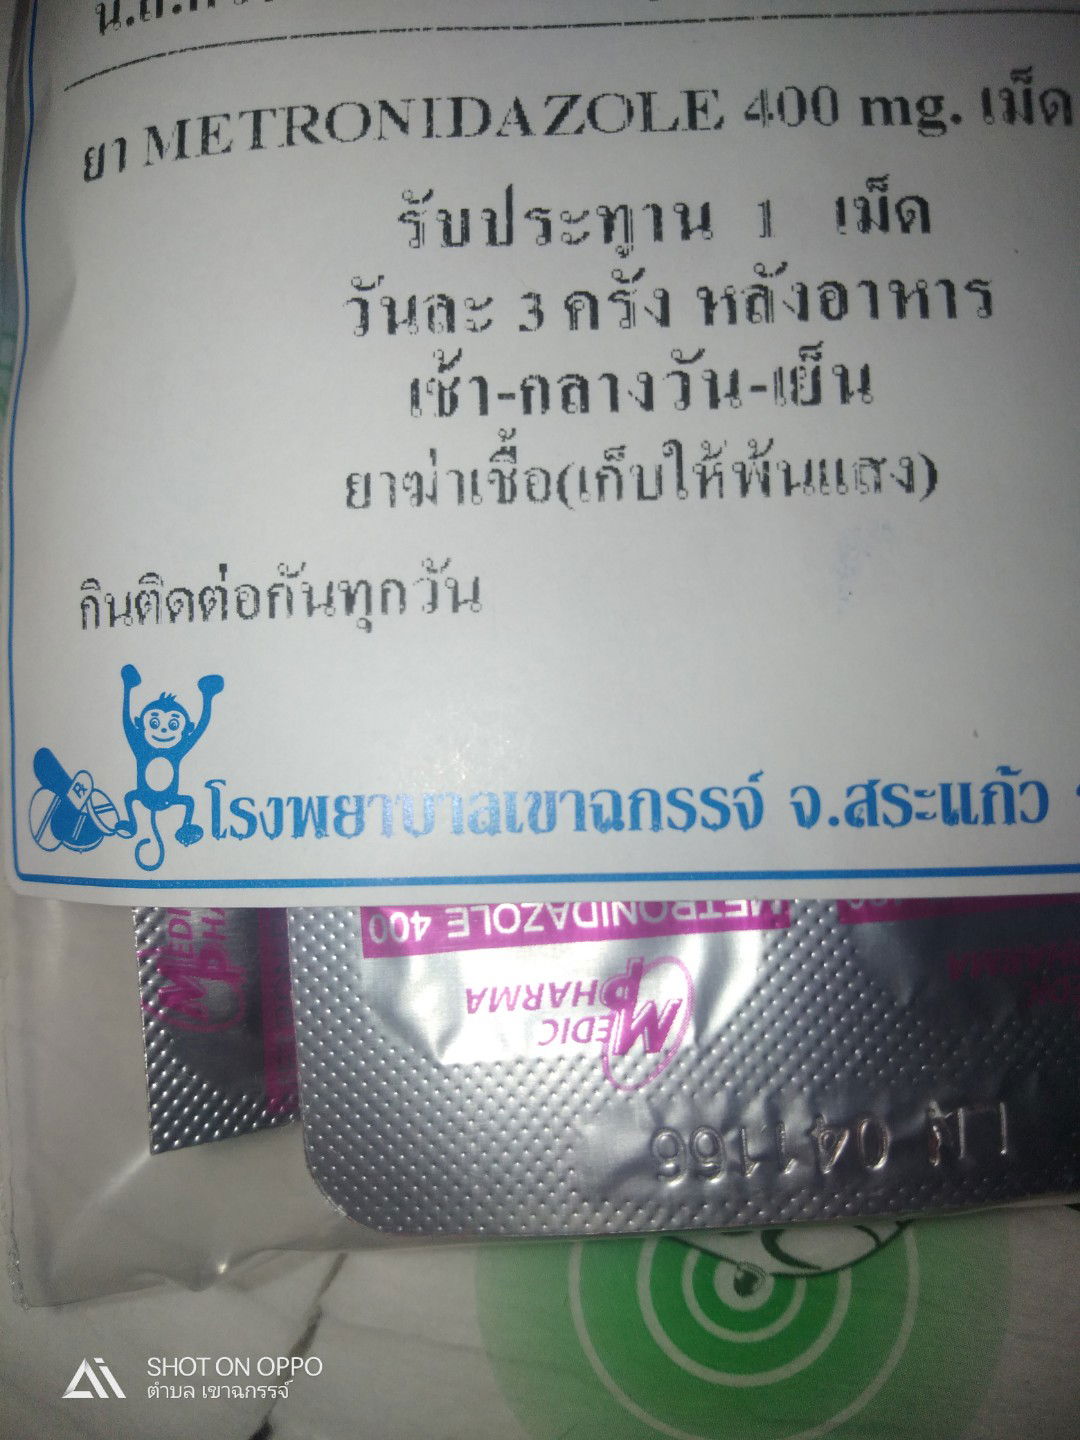 ยา METRONIDAZOLE 400 mg. เม็ด
รับประทาน 1 เม็ด
วันละ 3 ครั้ง หลังอาหาร
เช้า-กลางวัน-เย็น
ยาฆ่าเชื้อ(เก็บให้พ้นแสง)
กินติดต่อกันทุกวัน
โรงพยาบาลเขาฉกรรจ์ จ.สระแก้ว
METRONIDAZOLE 400
MEDIC
PHARMA
041166
SHOT ON OPPO
ตำบล เขาฉกรรจ์